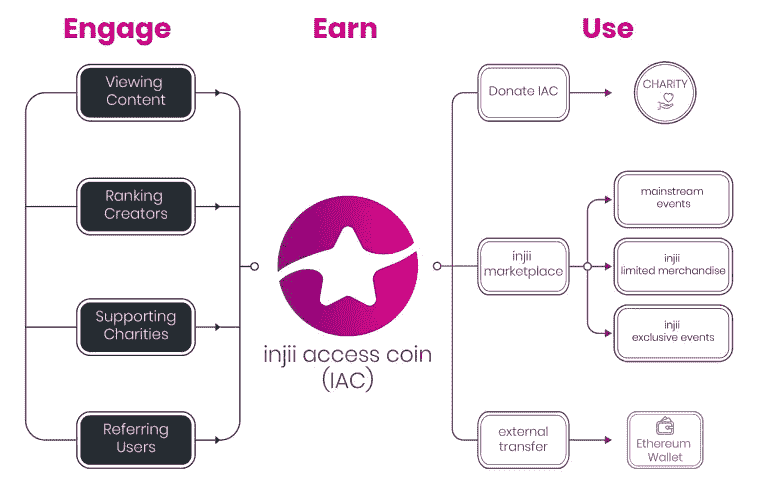 Engage
Earn
Use
Viewing
Content
Ranking
Creators
Supporting
Charities
Referring
Users
injii access coin
(IAC)
Donate IAC
CHARITY
injii
marketplace
mainstream
events
injii
limited merchandise
injii
exclusive events
external
transfer
Ethereum
Wallet